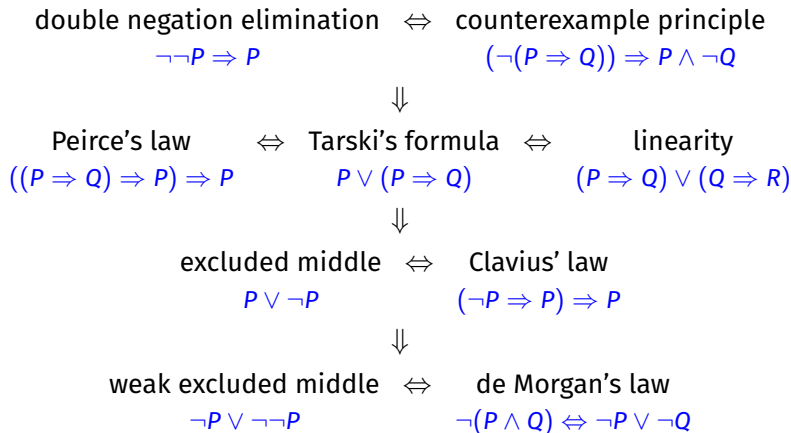 double negation elimination ⇔ counterexample principle
¬¬P ⇒ P (¬(P ⇒ Q)) ⇒ P ∧ ¬Q
⇓
Peirce’s law ⇔ Tarski’s formula ⇔ linearity
((P ⇒ Q) ⇒ P) ⇒ P P ∨ (P ⇒ Q) (P ⇒ Q) ∨ (Q ⇒ R)
⇓
excluded middle ⇔ Clavius’ law
P ∨ ¬P (¬P ⇒ P) ⇒ P
⇓
weak excluded middle ⇔ de Morgan’s law
¬P ∨ ¬¬P ¬(P ∧ Q) ⇔ ¬P ∨ ¬Q